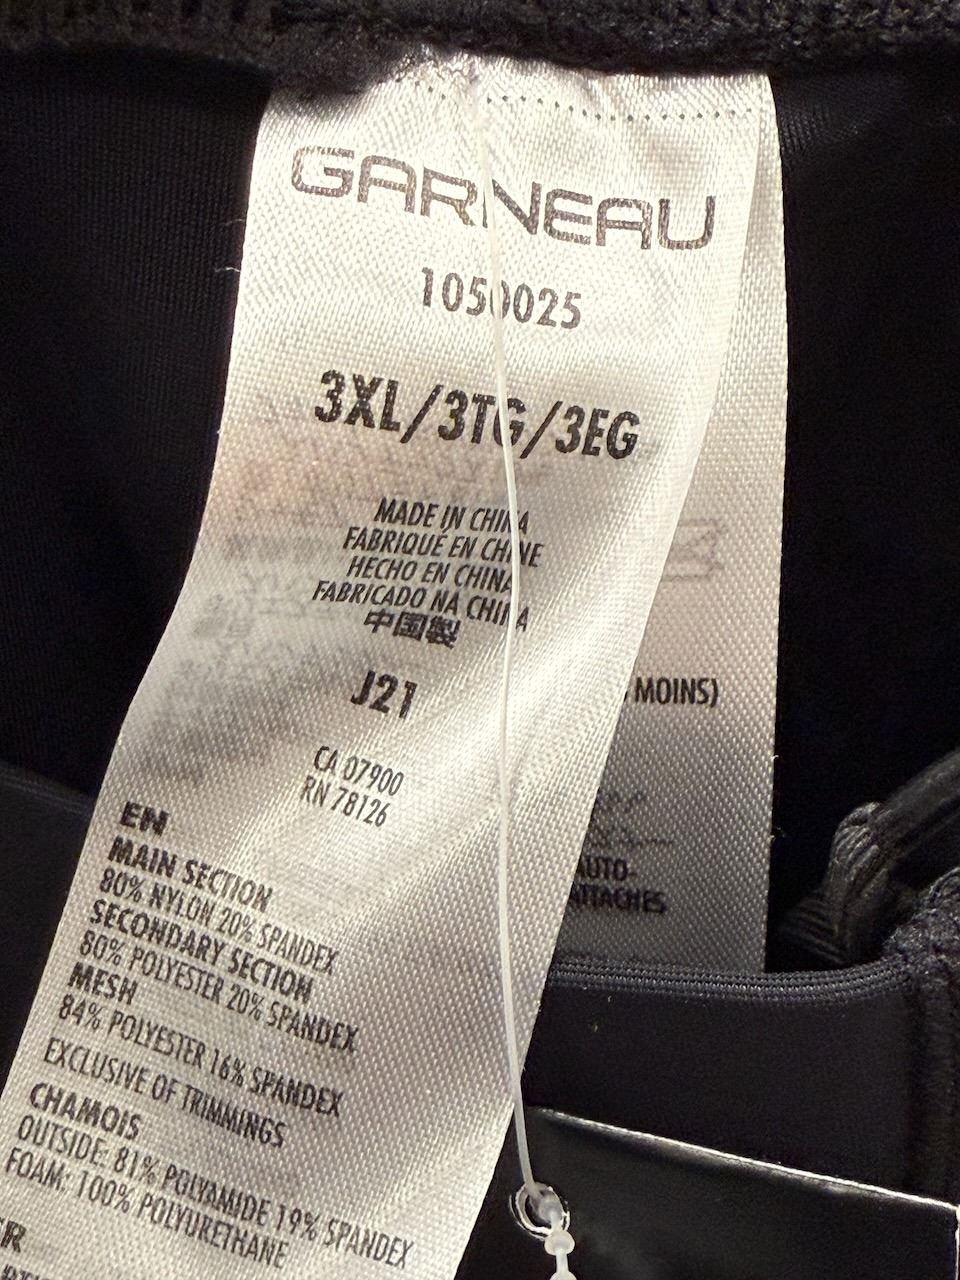 GARNEAU
1050025
3XL/3TG/3EG
MADE IN CHINA
FABRIQUÉ EN CHINE
HECHO EN CHINA
FABRICADO NA CHINA
中国製
J21
CA 07900
RN 78126
EN
MAIN SECTION
80% NYLON 20% SPANDEX
SECONDARY SECTION
80% POLYESTER 20% SPANDEX
MESH
84% POLYESTER 16% SPANDEX
EXCLUSIVE OF TRIMMINGS
CHAMOIS
OUTSIDE: 81% POLYAMIDE 19% SPANDEX
FOAM: 100% POLYURETHANE
MOINS)
AUTO-
ATTACHES